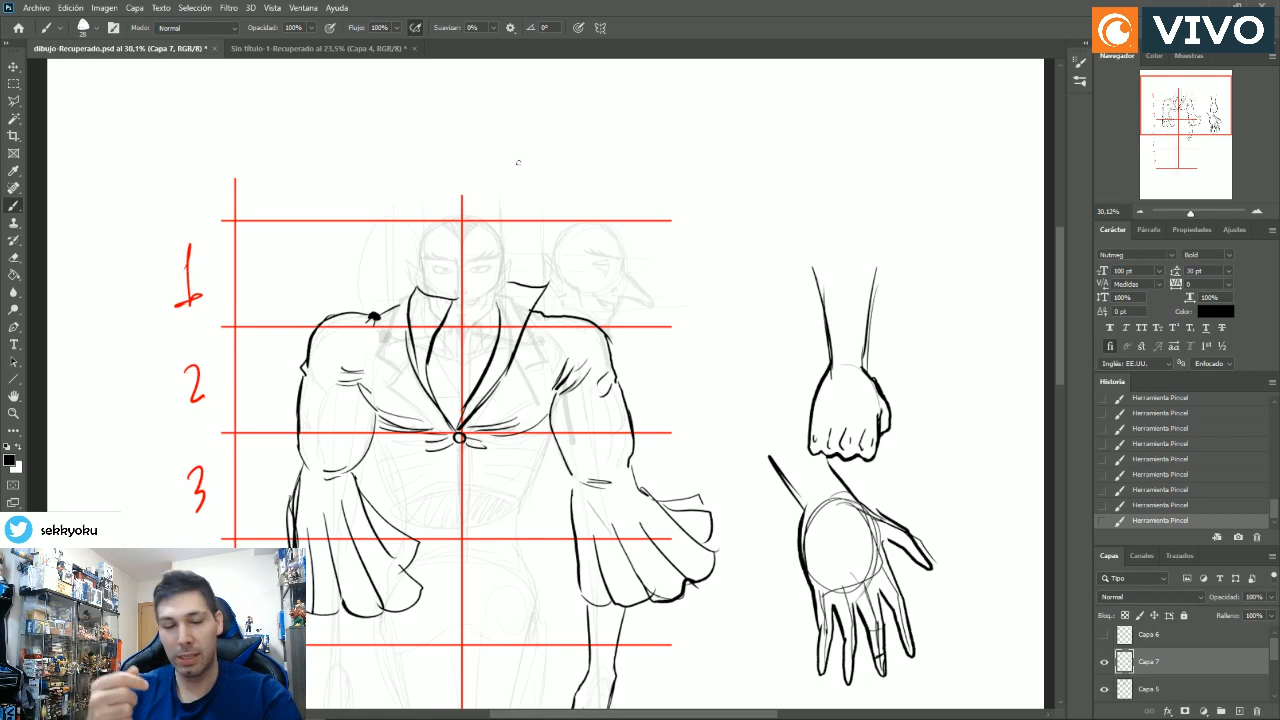 Archivo Edición Imagen Capa Texto Selección Filtro 3D Vista Ventana Ayuda
VIVO
Modo: Normal Opacidad: 100% Flujo: 100% Suavizar: 0% 0°
28
dibujo-Recuperado.psd al 30,1% (Capa 7, RGB/8) * ×
Sin título-1-Recuperado al 23,5% (Capa 4, RGB/8) * ×
Navegador Color Muestras
30,12%
Carácter Párrafo Propiedades Ajustes
Nutmeg Bold
100 pt 30 pt
Medidas 0
100% 100%
0 pt Color:
Inglés: EE.UU. Enfocado
Historia
Herramienta Pincel
Herramienta Pincel
Herramienta Pincel
Herramienta Pincel
Herramienta Pincel
Herramienta Pincel
Herramienta Pincel
Herramienta Pincel
Herramienta Pincel
Capas Canales Trazados
Tipo
Normal Opacidad: 100%
Bloq.: Relleno: 100%
Capa 6
Capa 7
Capa 5
1
2
3
sekkyoku